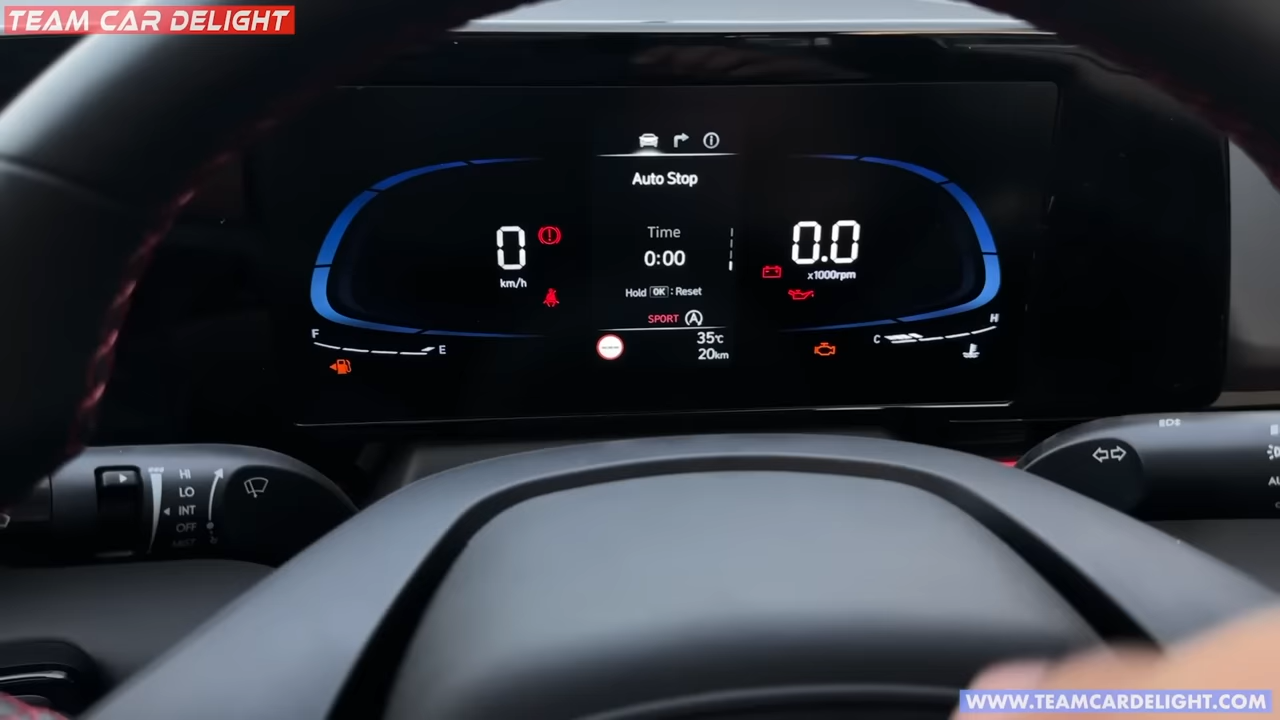 TEAM CAR DELIGHT
Auto Stop
0
km/h
Time
0:00
Hold OK : Reset
0.0
x1000rpm
SPORT A
F
E
35℃
20km
C
H
HI
LO
INT
OFF
MIST
WWW.TEAMCARDELIGHT.COM